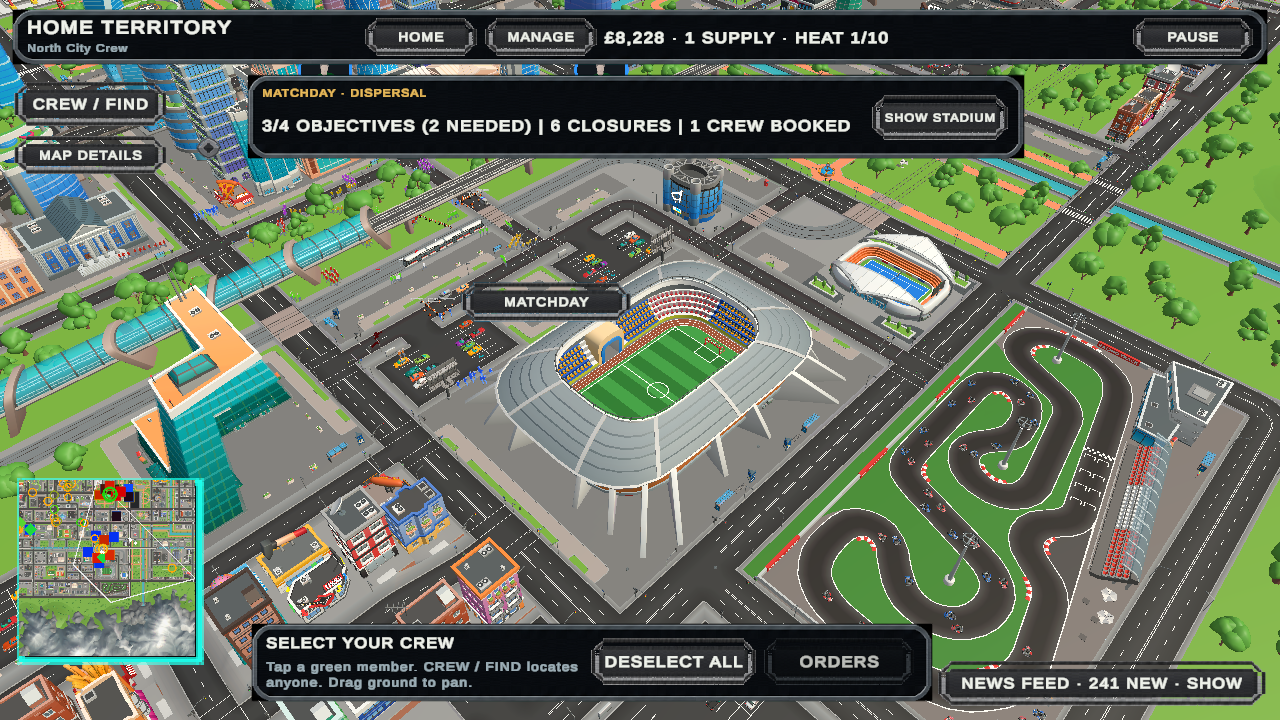 HOME TERRITORY
North City Crew
HOME
MANAGE
£8,228 · 1 SUPPLY · HEAT 1/10
PAUSE
CREW / FIND
MAP DETAILS
MATCHDAY · DISPERSAL
3/4 OBJECTIVES (2 NEEDED) | 6 CLOSURES | 1 CREW BOOKED
SHOW STADIUM
MATCHDAY
SELECT YOUR CREW
Tap a green member. CREW / FIND locates
anyone. Drag ground to pan.
DESELECT ALL
ORDERS
NEWS FEED · 241 NEW · SHOW